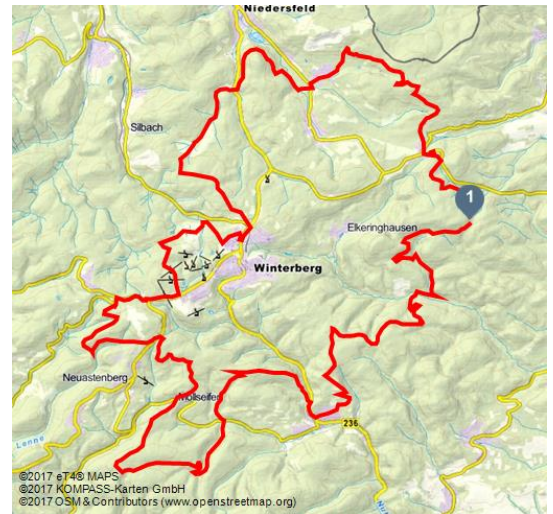 Niedersfeld
Silbach
1
Elkeringhausen
Winterberg
Neuastenberg
Mollseifen
236
Lenne
©2017 eT4® MAPS
©2017 KOMPASS-Karten GmbH
©2017 OSM & Contributors (www.openstreetmap.org)